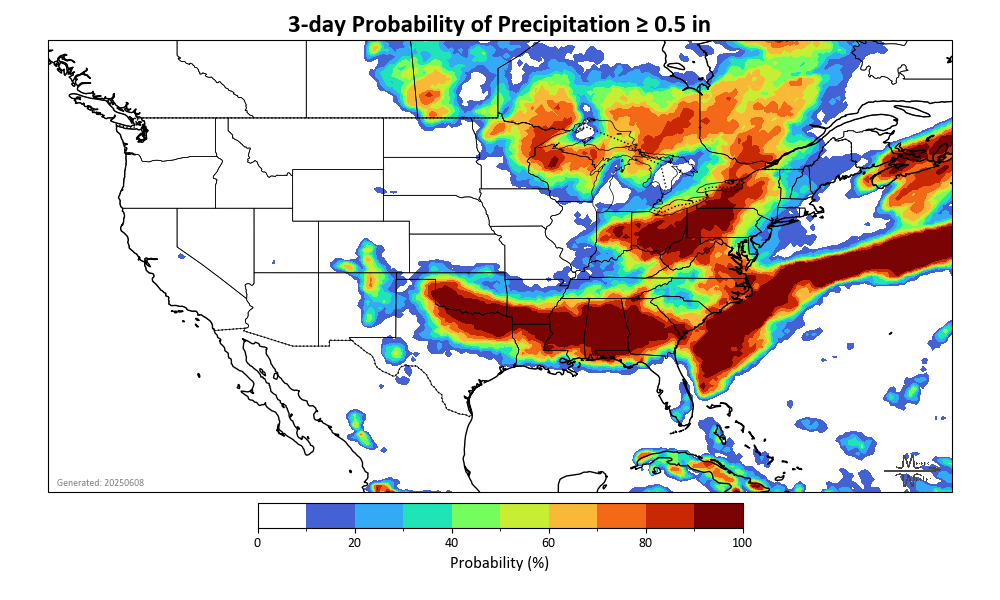 3-day Probability of Precipitation ≥ 0.5 in
Generated: 20250608
0 20 40 60 80 100
Probability (%)